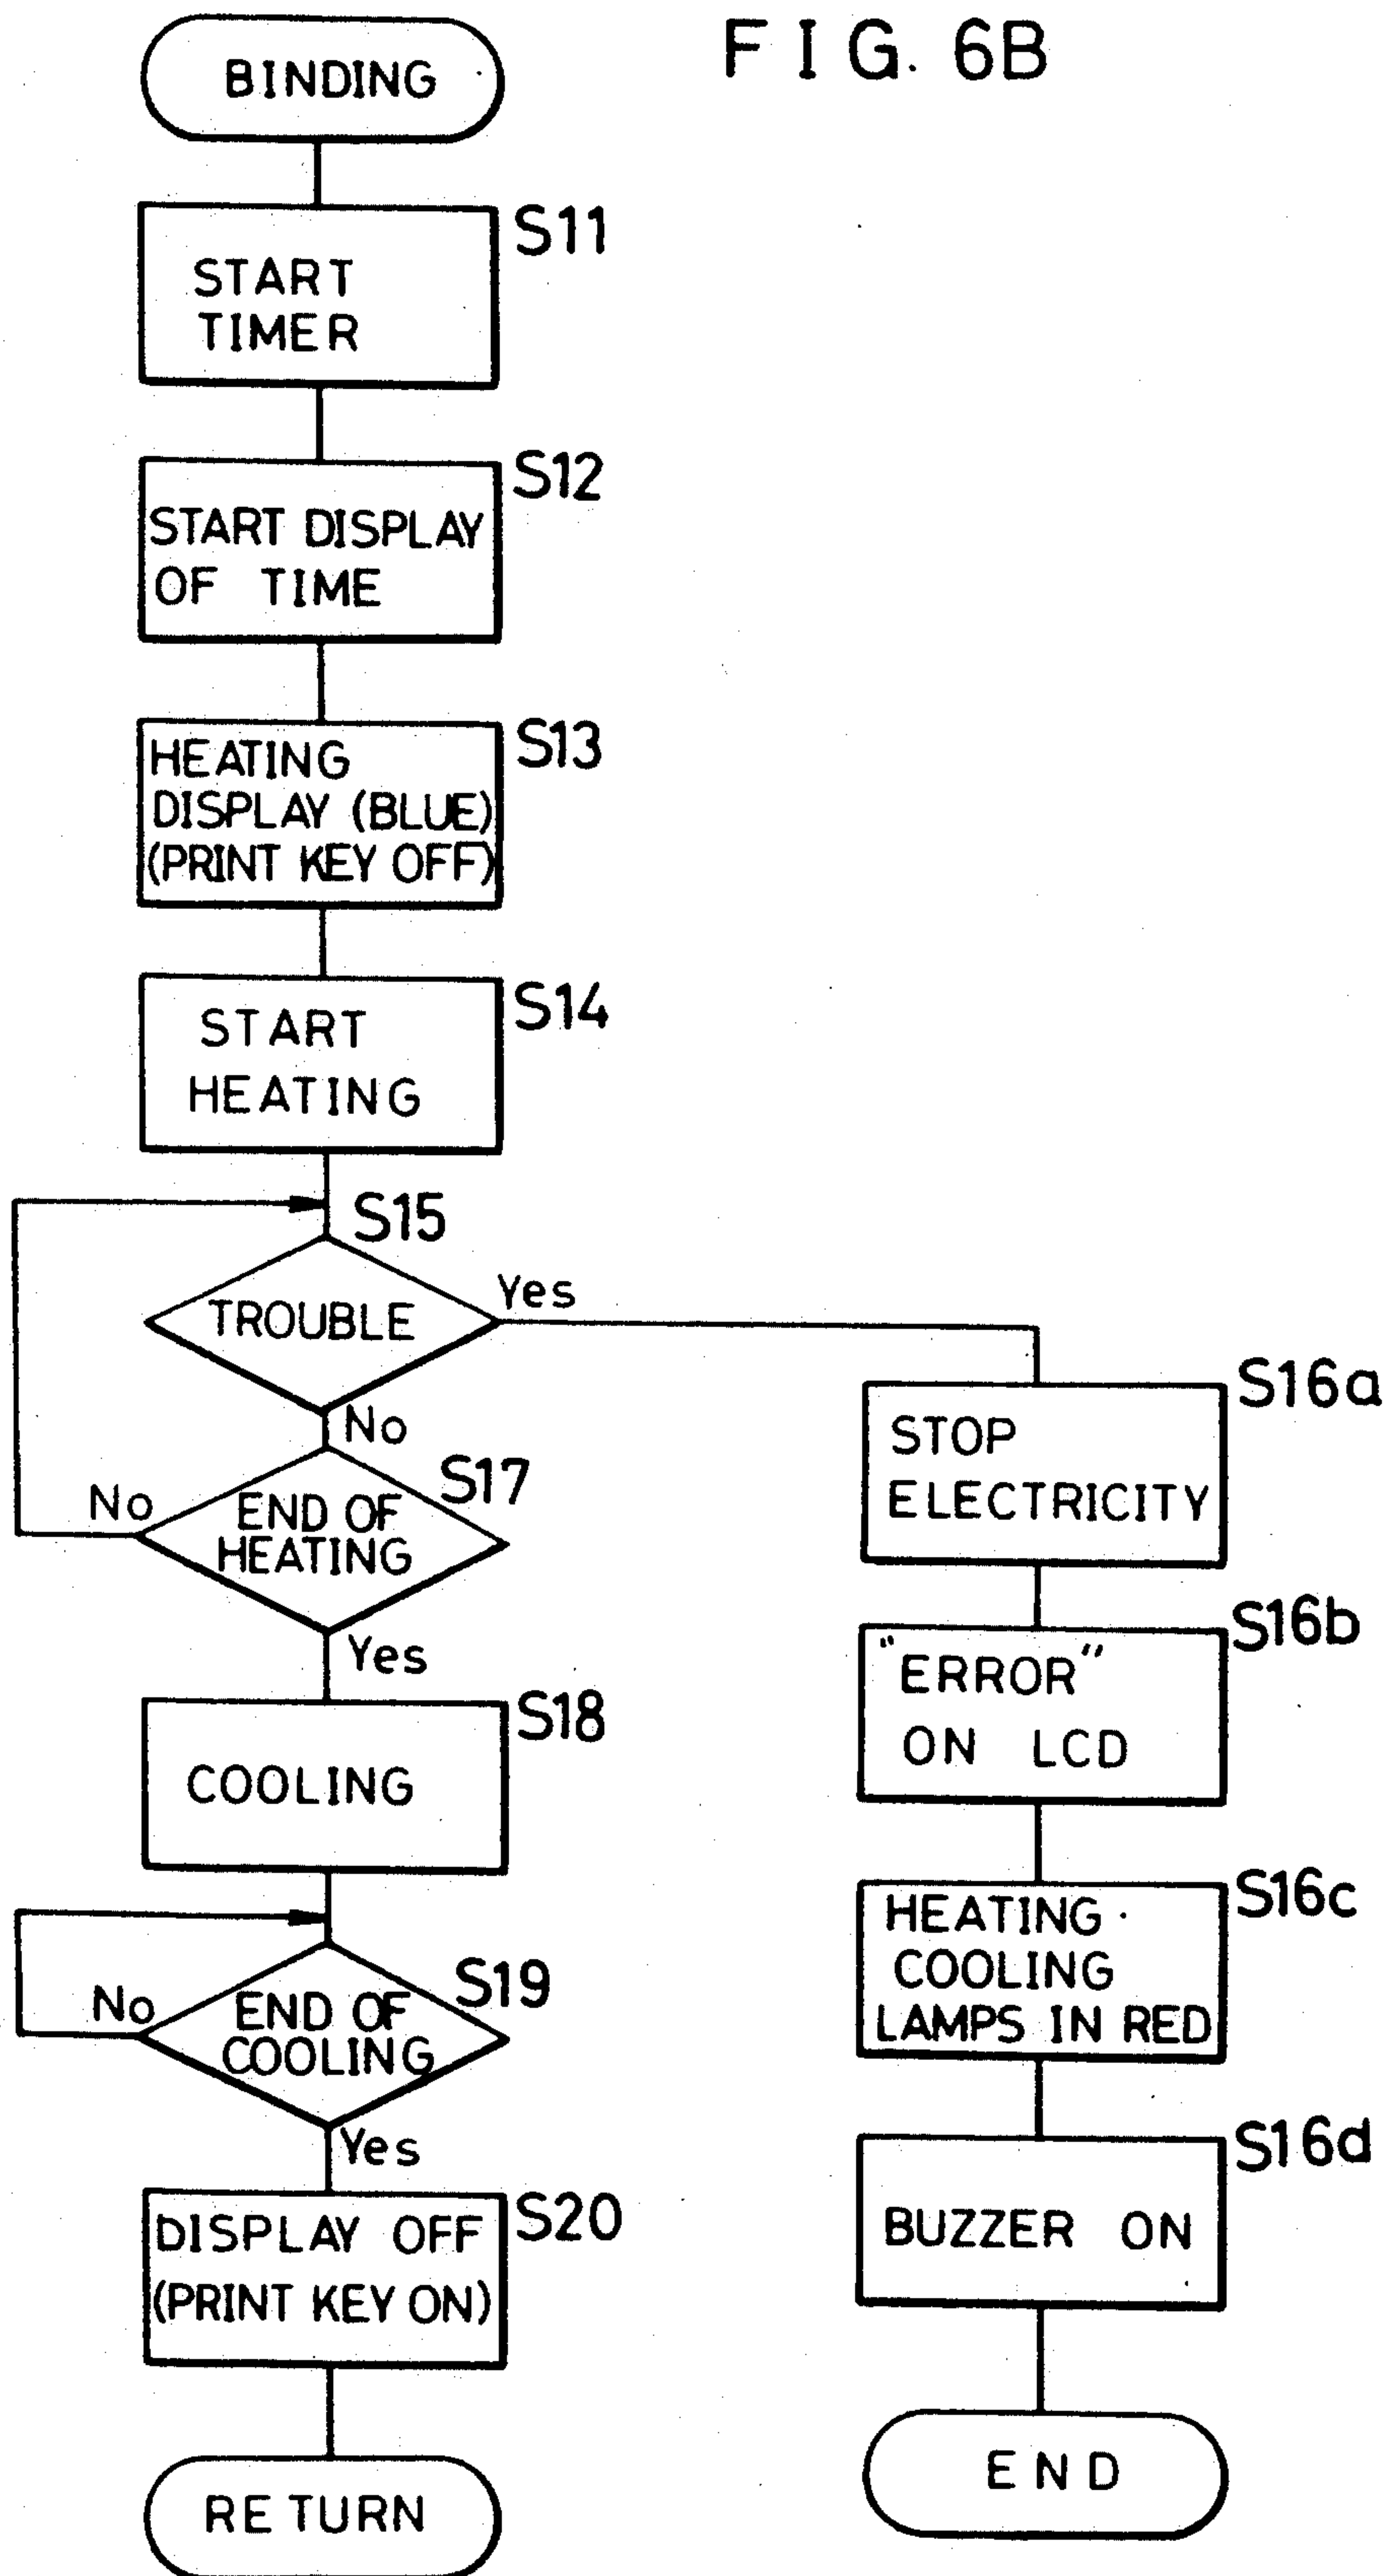 FIG. 6B
BINDING
S11
START
TIMER
S12
START DISPLAY
OF TIME
S13
HEATING
DISPLAY (BLUE)
(PRINT KEY OFF)
S14
START
HEATING
S15
TROUBLE
Yes
No
S17
END OF
HEATING
No
Yes
S18
COOLING
S19
END OF
COOLING
No
Yes
S20
DISPLAY OFF
(PRINT KEY ON)
RETURN
S16a
STOP
ELECTRICITY
S16b
"ERROR"
ON LCD
S16c
HEATING ·
COOLING
LAMPS IN RED
S16d
BUZZER ON
END